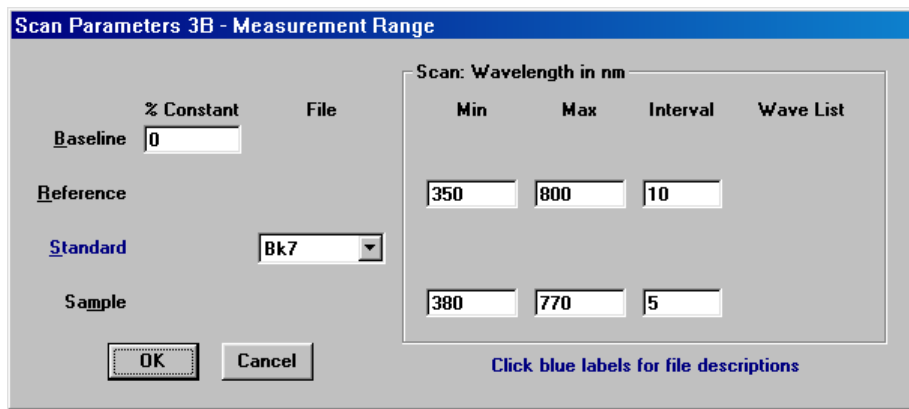 Scan Parameters 3B - Measurement Range
Scan: Wavelength in nm
% Constant File Min Max Interval Wave List
Baseline 0
Reference 350 800 10
Standard Bk7
Sample 380 770 5
OK Cancel
Click blue labels for file descriptions